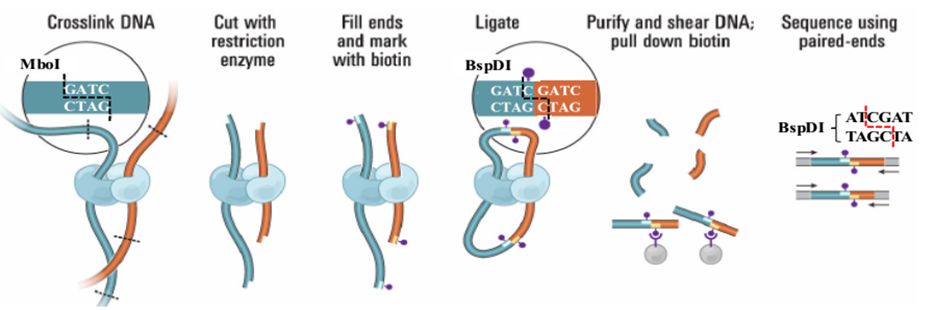 Crosslink DNA
Cut with
restriction
enzyme
Fill ends
and mark
with biotin
Ligate
Purify and shear DNA;
pull down biotin
Sequence using
paired-ends
MboI
GATC
CTAG
BspDI
GATC GATC
CTAG CTAG
BspDI
ATCGAT
TAGCTA